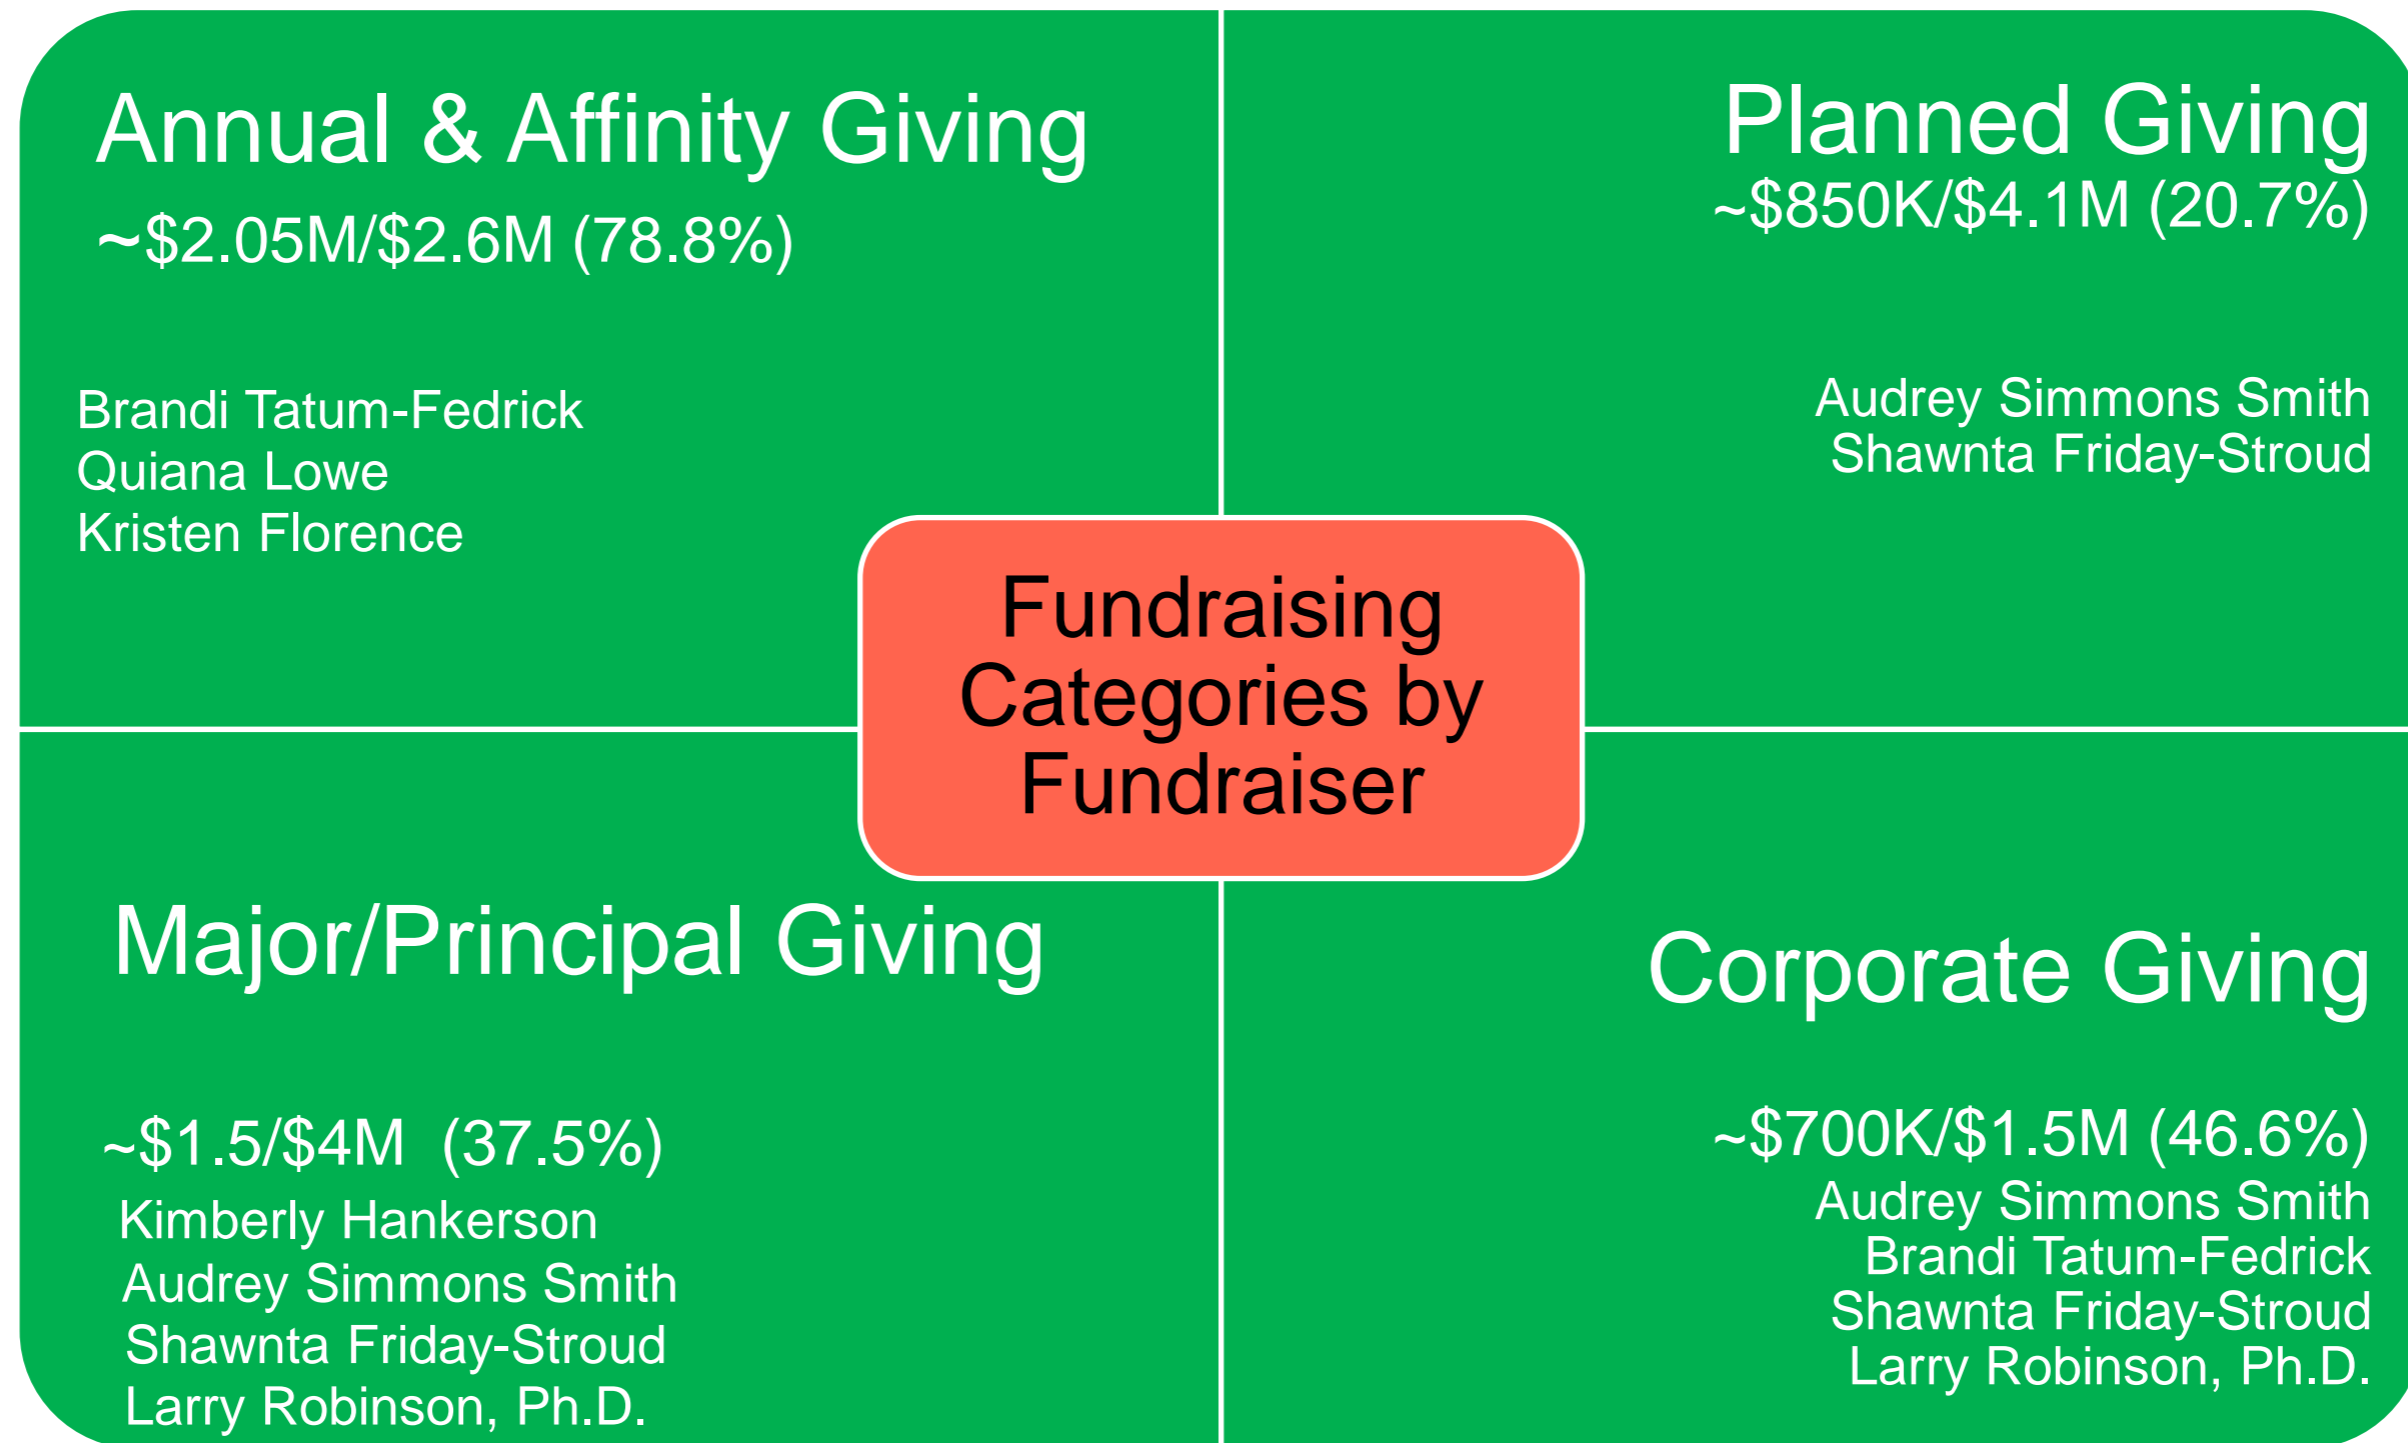 Annual & Affinity Giving
~$2.05M/$2.6M (78.8%)
Brandi Tatum-Fedrick
Quiana Lowe
Kristen Florence
Planned Giving
~$850K/$4.1M (20.7%)
Audrey Simmons Smith
Shawnta Friday-Stroud
Fundraising
Categories by
Fundraiser
Major/Principal Giving
~$1.5/$4M  (37.5%)
Kimberly Hankerson
Audrey Simmons Smith
Shawnta Friday-Stroud
Larry Robinson, Ph.D.
Corporate Giving
~$700K/$1.5M (46.6%)
Audrey Simmons Smith
Brandi Tatum-Fedrick
Shawnta Friday-Stroud
Larry Robinson, Ph.D.